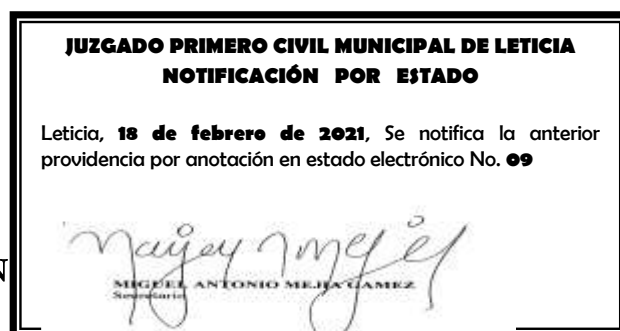 JUZGADO PRIMERO CIVIL MUNICIPAL DE LETICIA
NOTIFICACIÓN POR ESTADO
Leticia, 18 de febrero de 2021, Se notifica la anterior
providencia por anotación en estado electrónico No. 09
N
MIGUEL ANTONIO MEJIA GAMEZ
Secretario